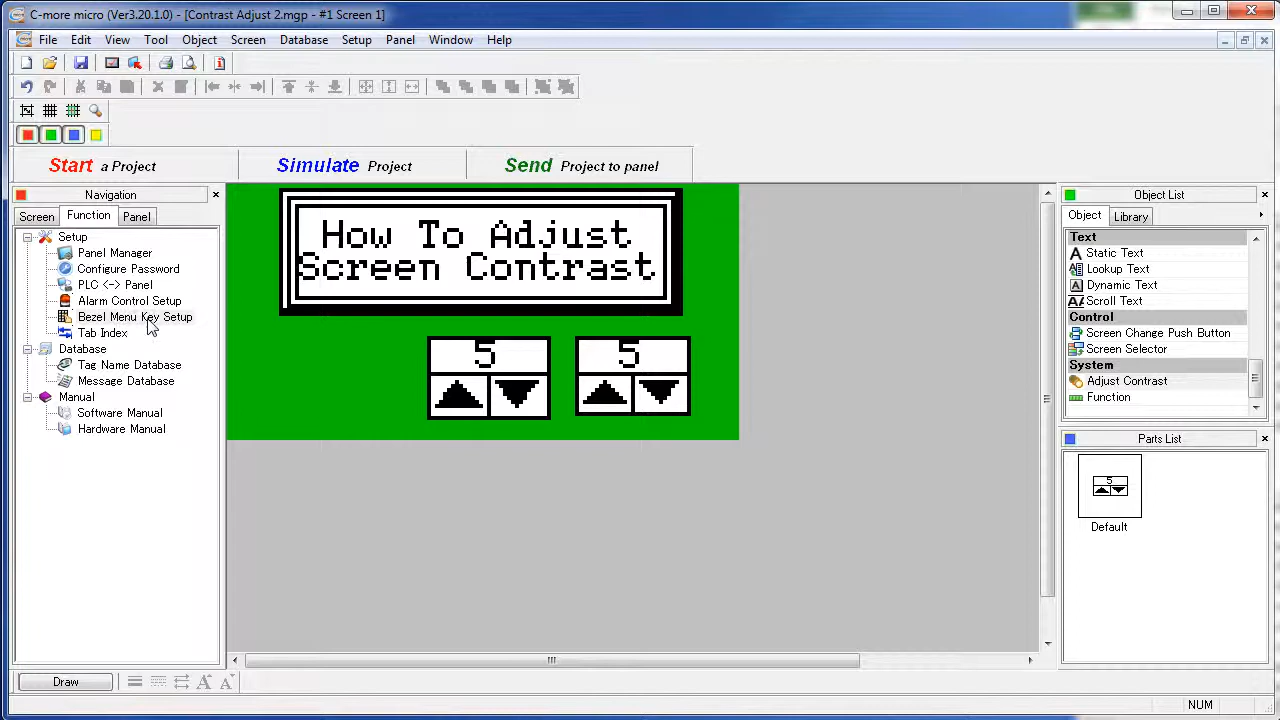 C-more micro (Ver3.20.1.0) - [Contrast Adjust 2.mgp - #1 Screen 1]
File Edit View Tool Object Screen Database Setup Panel Window Help
Start a Project Simulate Project Send Project to panel
Navigation
Screen Function Panel
Setup
Panel Manager
Configure Password
PLC <--> Panel
Alarm Control Setup
Bezel Menu Key Setup
Tab Index
Database
Tag Name Database
Message Database
Manual
Software Manual
Hardware Manual
How To Adjust
Screen Contrast
5 5
Object List
Object Library
Text
Static Text
Lookup Text
Dynamic Text
Scroll Text
Control
Screen Change Push Button
Screen Selector
System
Adjust Contrast
Function
Parts List
5
Default
Draw
NUM